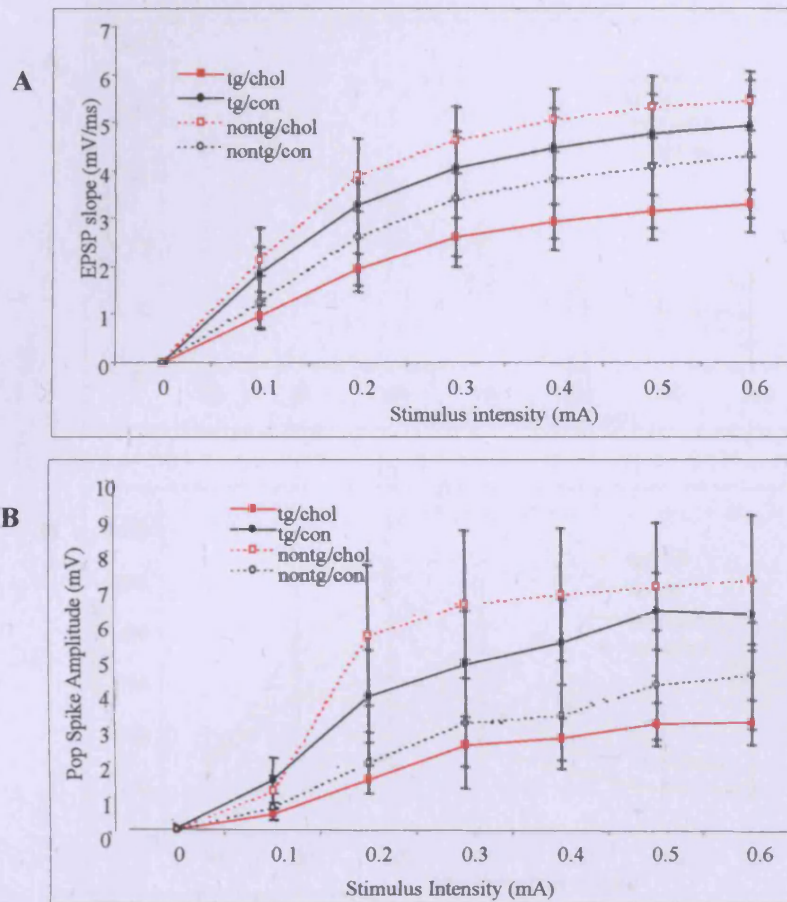 A
7
6
5
4
3
2
1
0
EPSP slope (mV/ms)
tg/chol
tg/con
nontg/chol
nontg/con
0 0.1 0.2 0.3 0.4 0.5 0.6
Stimulus intensity (mA)
B
10
9
8
7
6
5
4
3
2
1
0
Pop Spike Amplitude (mV)
tg/chol
tg/con
nontg/chol
nontg/con
0 0.1 0.2 0.3 0.4 0.5 0.6
Stimulus Intensity (mA)